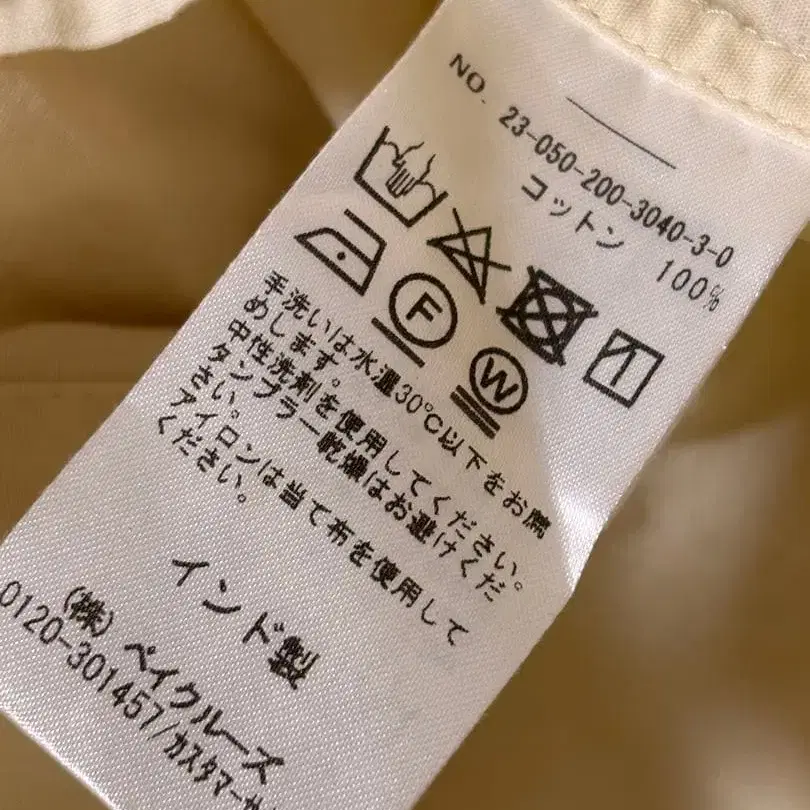 NO. 23-050-200-3040-3-0
コットン 100%
F
W
手洗いは水温30℃以下をお薦
めします。
中性洗剤を使用してください。
タンブラー乾燥はお避けくだ
さい。
アイロンは当て布を使用して
ください。
インド製
(株) ベイクルーズ
0120-301457/カスタマーサ